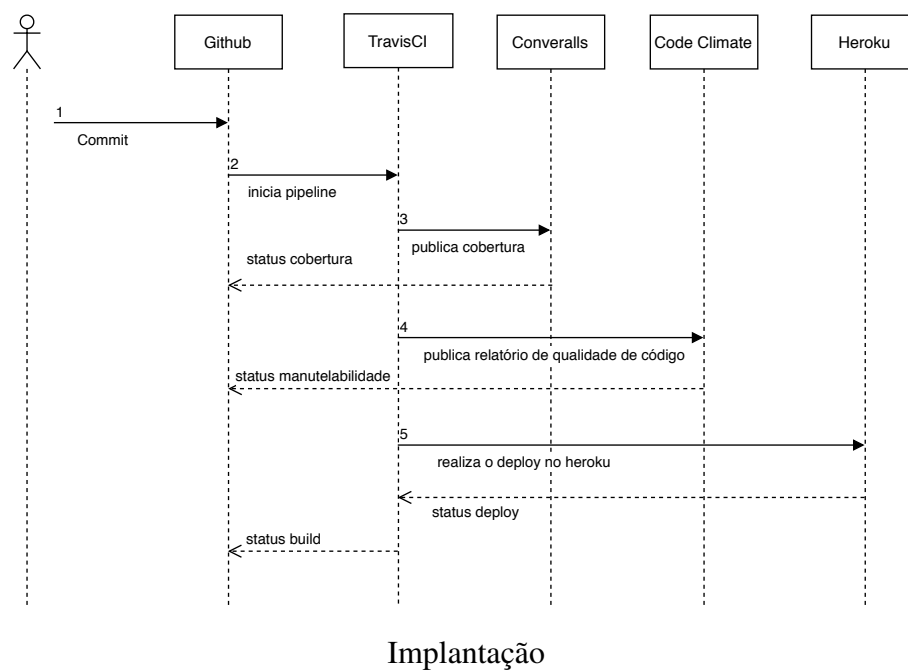 Github
TravisCI
Converalls
Code Climate
Heroku
1
Commit
2
inicia pipeline
3
publica cobertura
status cobertura
4
publica relatório de qualidade de código
status manutelabilidade
5
realiza o deploy no heroku
status deploy
status build
Implantação